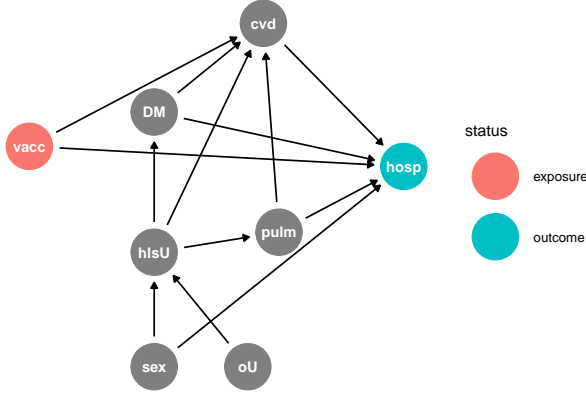 cvd
DM
vacc
hosp
pulm
hlsU
sex
oU
status
exposure
outcome